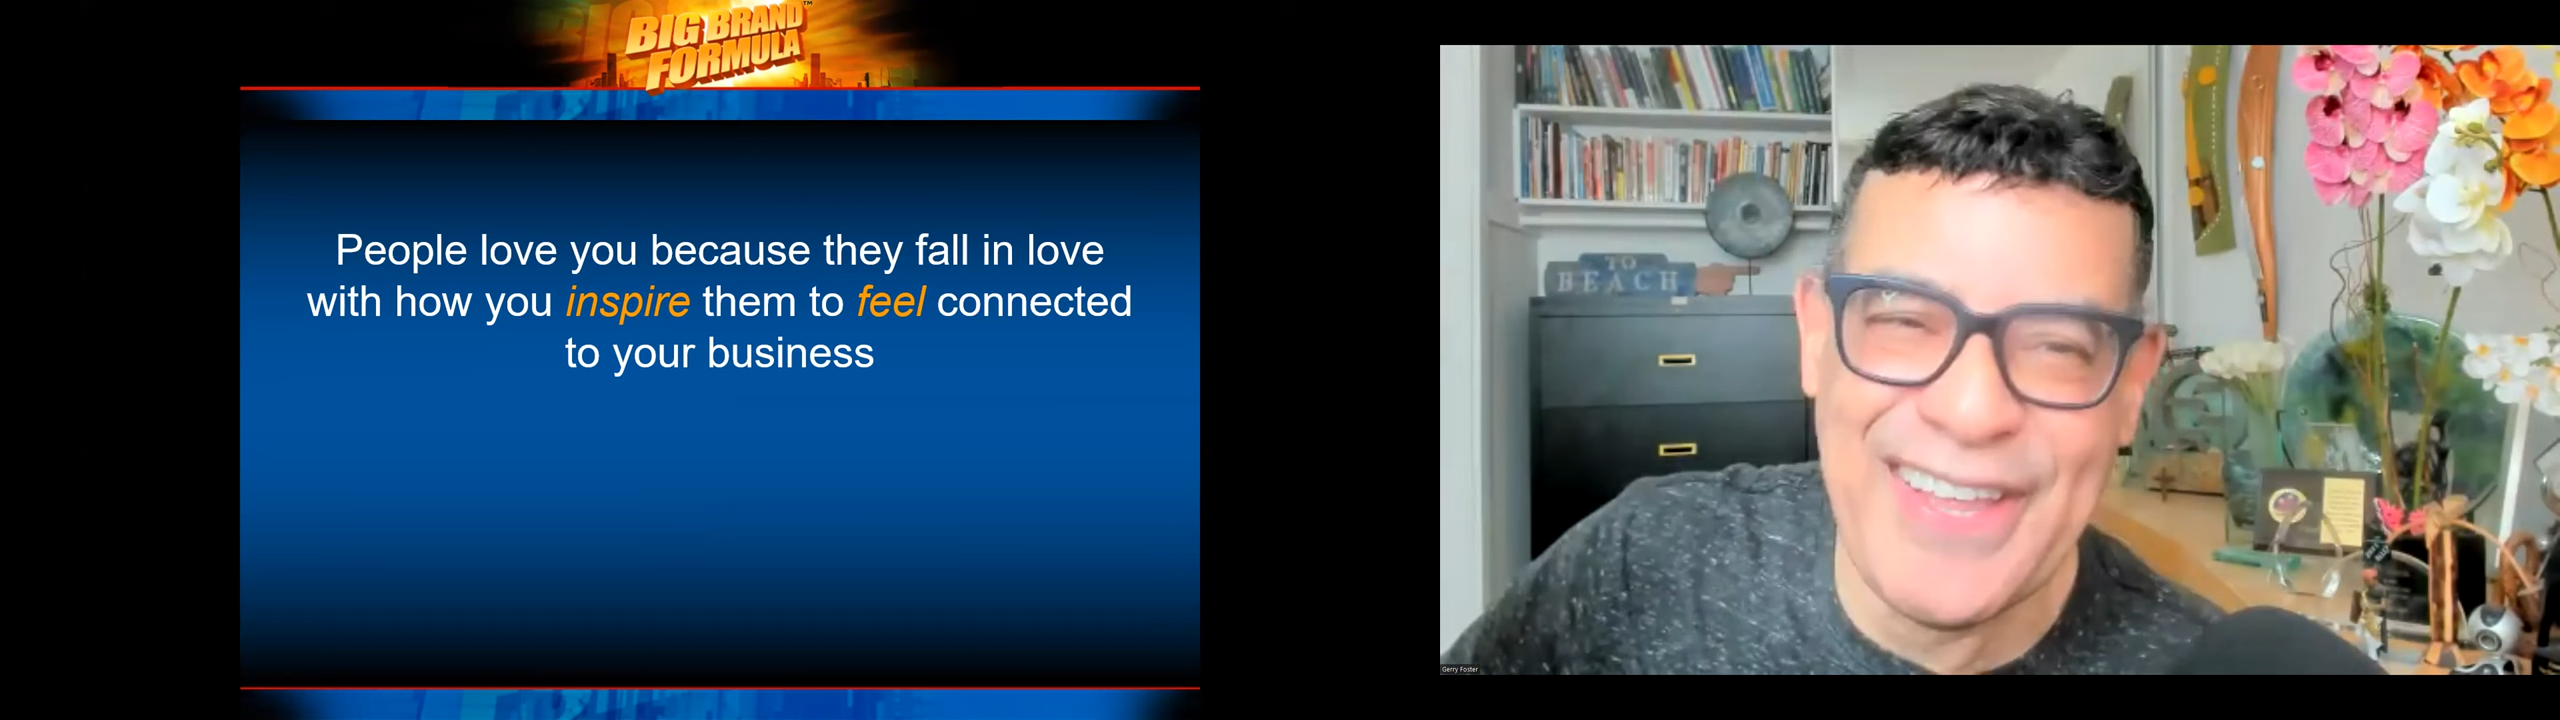 BIG BRAND
FORMULA™
People love you because they fall in love
with how you inspire them to feel connected
to your business
TO
BEACH
Gerry Foster